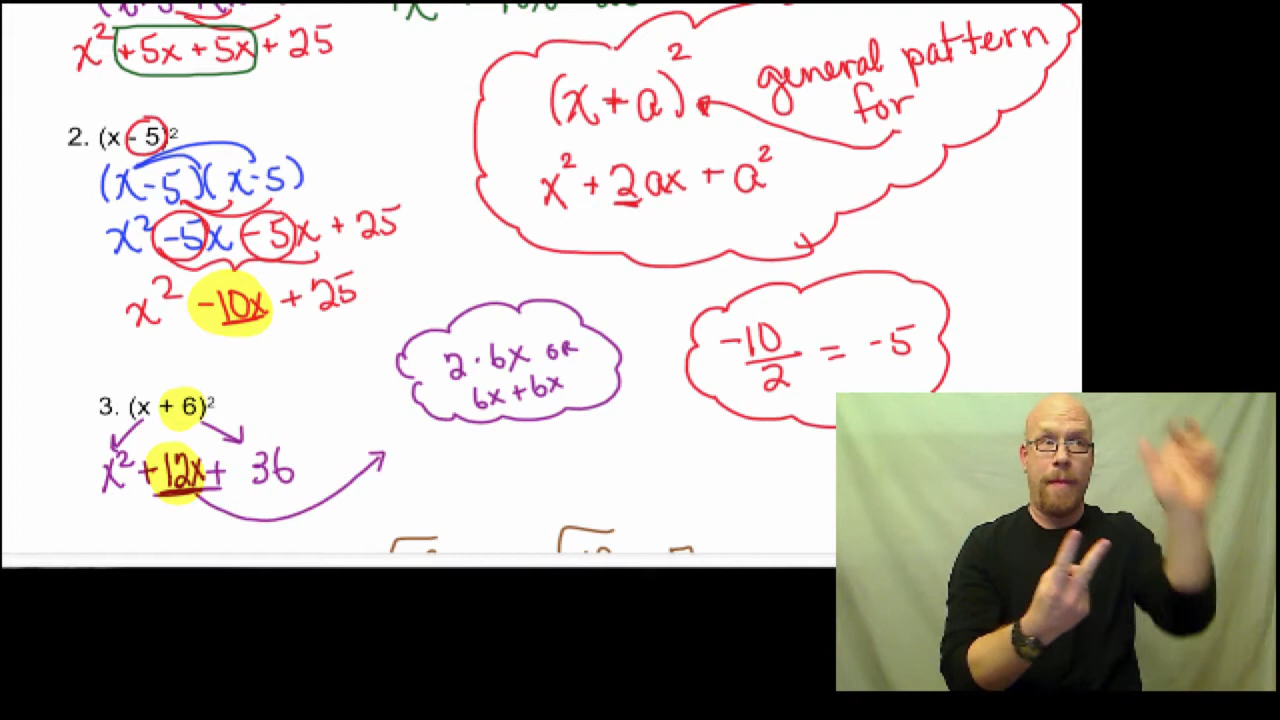 x² + 5x + 5x + 25
2. (x - 5)²
(x - 5)(x - 5)
x² - 5x - 5x + 25
x² - 10x + 25
3. (x + 6)²
x² + 12x + 36
2 · 6x OR
6x + 6x
(x + a)²
general pattern
for
x² + 2ax + a²
-10/2 = -5